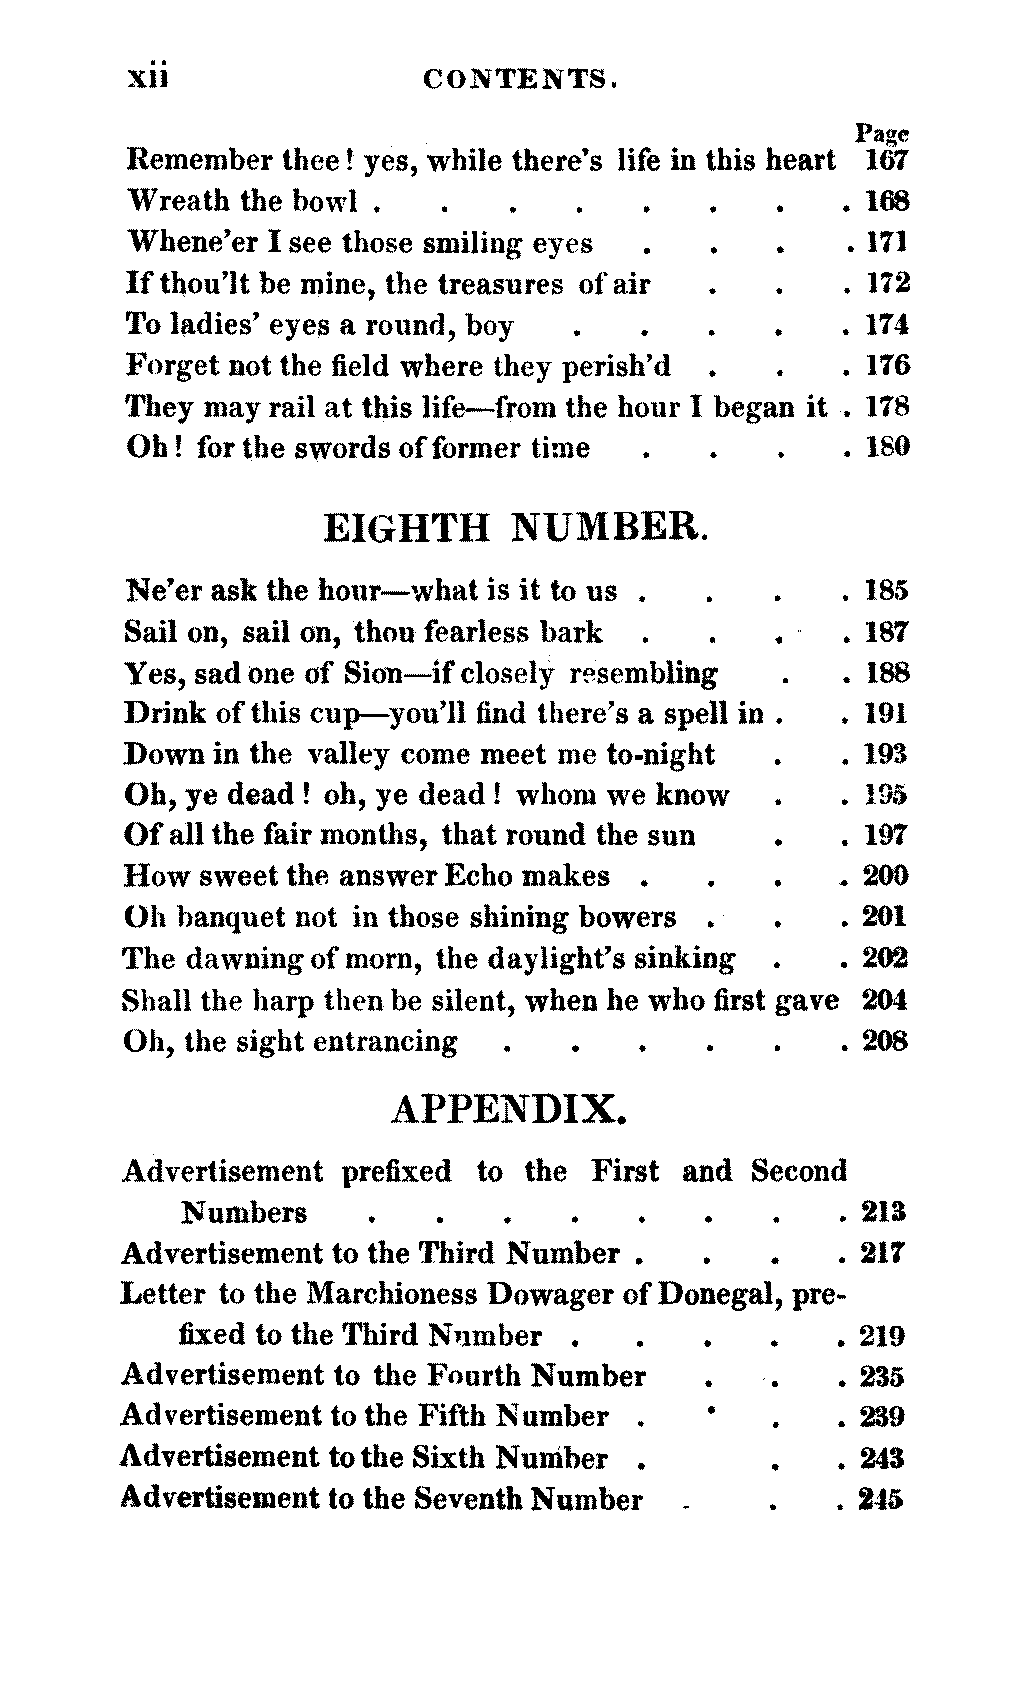 xii CONTENTS.
Page
Remember thee! yes, while there's life in this heart 167
Wreath the bowl . . . . . . . . 168
Whene'er I see those smiling eyes . . . . 171
If thou'lt be mine, the treasures of air . . . 172
To ladies' eyes a round, boy . . . . . 174
Forget not the field where they perish'd . . . 176
They may rail at this life—from the hour I began it . 178
Oh! for the swords of former time . . . . 180
EIGHTH NUMBER.
Ne'er ask the hour—what is it to us . . . . 185
Sail on, sail on, thou fearless bark . . . . 187
Yes, sad one of Sion—if closely resembling . . 188
Drink of this cup—you'll find there's a spell in . . 191
Down in the valley come meet me to-night . . 193
Oh, ye dead! oh, ye dead! whom we know . . 195
Of all the fair months, that round the sun . . 197
How sweet the answer Echo makes . . . . 200
Oh banquet not in those shining bowers . . . 201
The dawning of morn, the daylight's sinking . . 202
Shall the harp then be silent, when he who first gave 204
Oh, the sight entrancing . . . . . . 208
APPENDIX.
Advertisement prefixed to the First and Second
Numbers . . . . . . . . 213
Advertisement to the Third Number . . . . 217
Letter to the Marchioness Dowager of Donegal, pre-
fixed to the Third Number . . . . . 219
Advertisement to the Fourth Number . . . 235
Advertisement to the Fifth Number . . . . 239
Advertisement to the Sixth Number . . . 243
Advertisement to the Seventh Number . . . 245